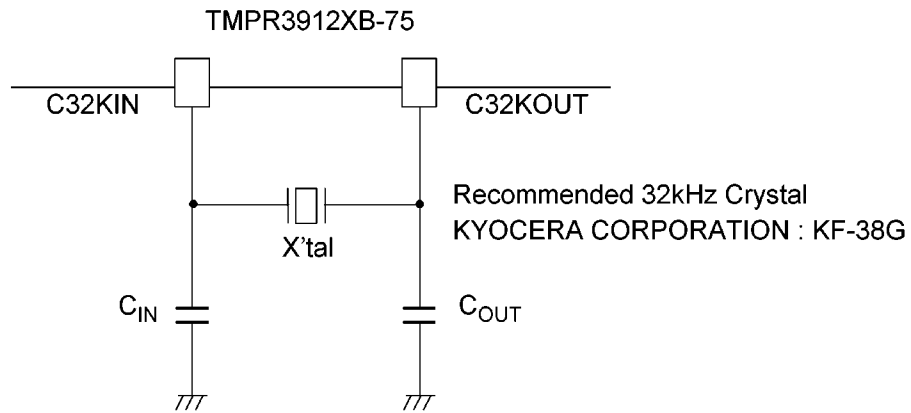 TMPR3912XB-75
C32KIN
C32KOUT
Recommended 32kHz Crystal
KYOCERA CORPORATION : KF-38G
X'tal
CIN
COUT